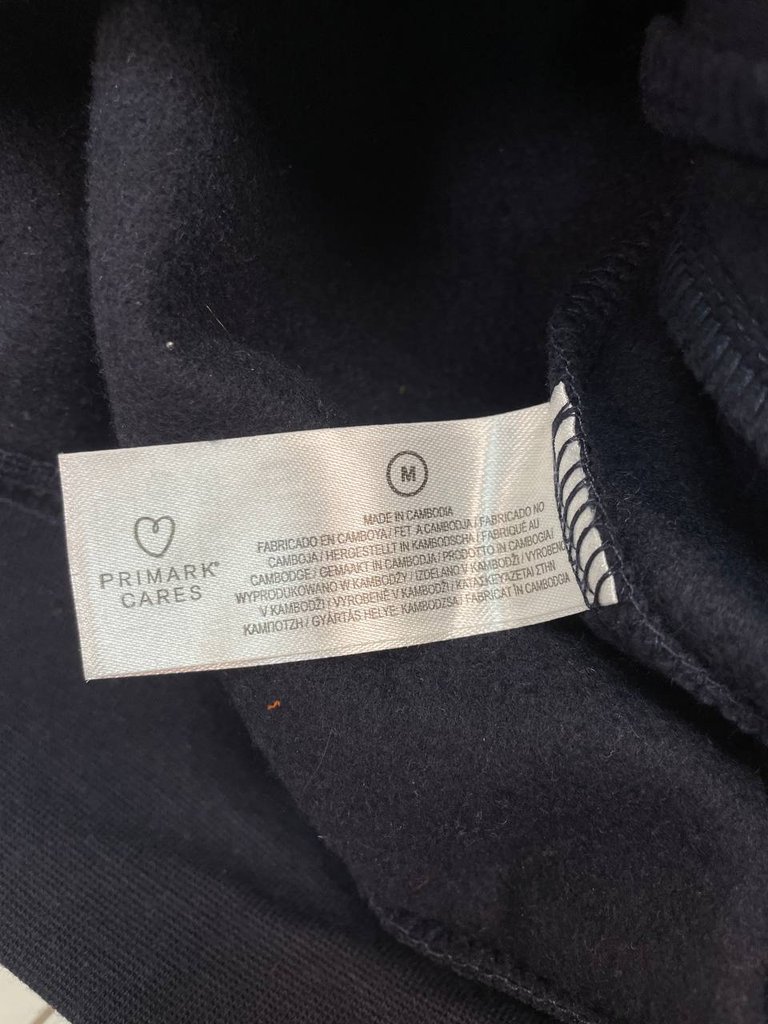 PRIMARK®
CARES
M
MADE IN CAMBODIA
FABRICADO EN CAMBOYA / FET A CAMBODJA / FABRICADO NO
CAMBOJA / HERGESTELLT IN KAMBODSCHA / FABRIQUÉ AU
CAMBODGE / GEMAAKT IN CAMBODJA / PRODOTTO IN CAMBOGIA/
WYPRODUKOWANO W KAMBODŻY / IZDELANO V KAMBODŽI / VYROBENO
V KAMBODŽI / VYROBENÉ V KAMBODŽI / ΚΑΤΑΣΚΕΥΑΖΕΤΑΙ ΣΤΗΝ
ΚΑΜΠΟΤΖΗ / GYÁRTÁS HELYE: KAMBODZSA / FABRICAT ÎN CAMBODGIA